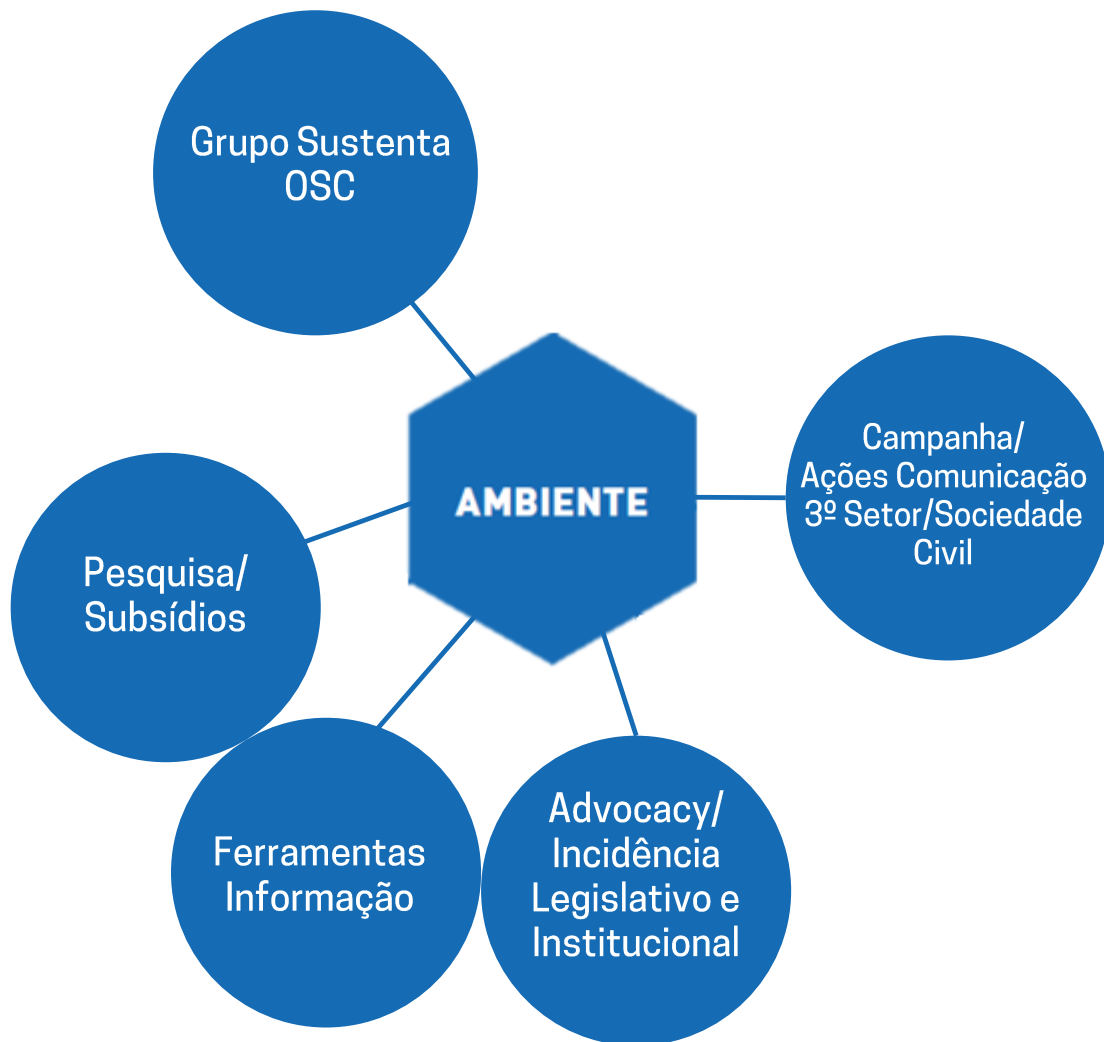 Grupo Sustenta
OSC
Campanha/
Ações Comunicação
3º Setor/Sociedade
Civil
AMBIENTE
Pesquisa/
Subsídios
Ferramentas
Informação
Advocacy/
Incidência
Legislativo e
Institucional